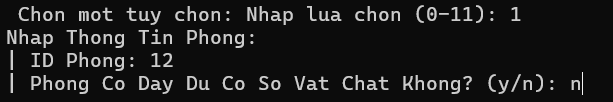 Chon mot tuy chon: Nhap lua chon (0-11): 1
Nhap Thong Tin Phong:
| ID Phong: 12
| Phong Co Day Du Co So Vat Chat Khong? (y/n): n